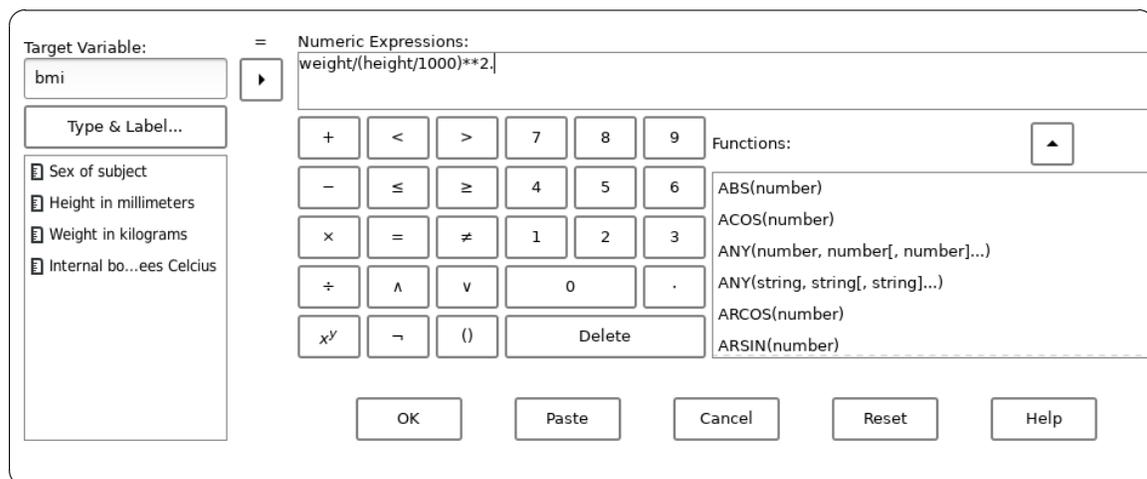 Target Variable:
=
Numeric Expressions:
bmi
weight/(height/1000)**2.
Type & Label...
Sex of subject
Height in millimeters
Weight in kilograms
Internal bo...ees Celcius
+ < > 7 8 9
− ≤ ≥ 4 5 6
× = ≠ 1 2 3
÷ ∧ ∨ 0 .
xʸ ¬ () Delete
Functions:
ABS(number)
ACOS(number)
ANY(number, number[, number]...)
ANY(string, string[, string]...)
ARCOS(number)
ARSIN(number)
OK Paste Cancel Reset Help